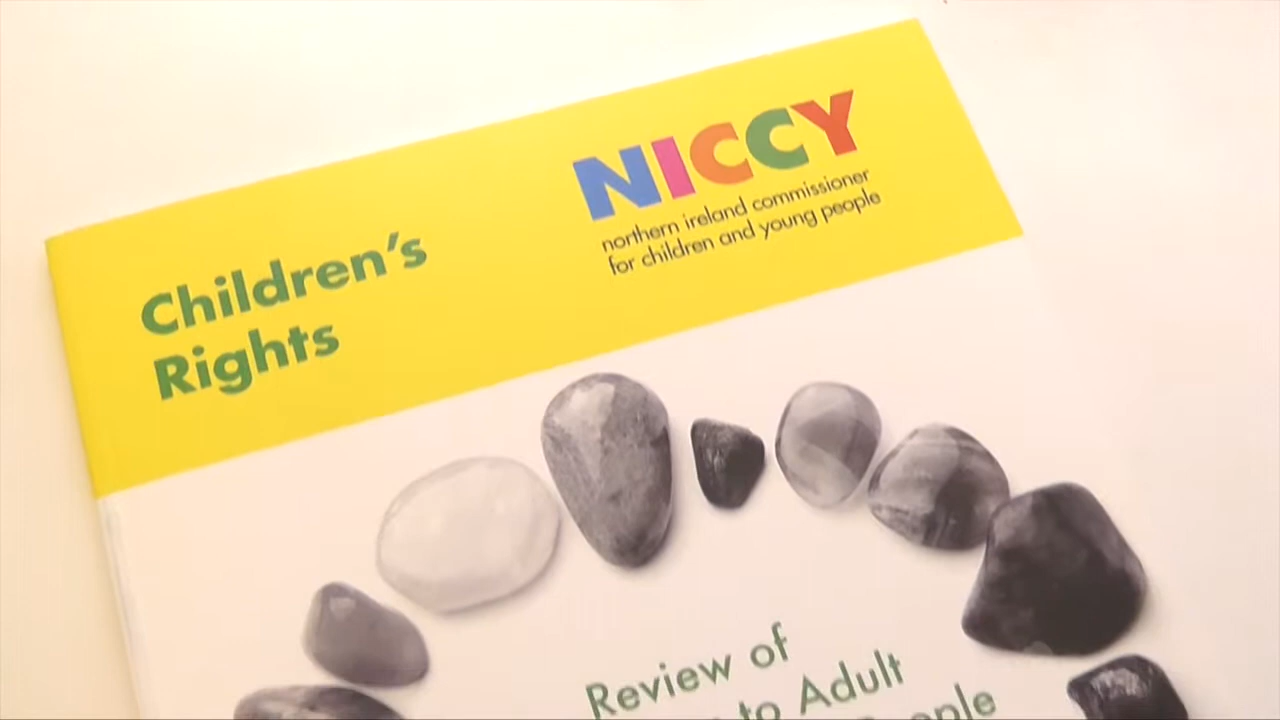 NICCY
northern ireland commissioner
for children and young people
Children's
Rights
Review of
to Adult